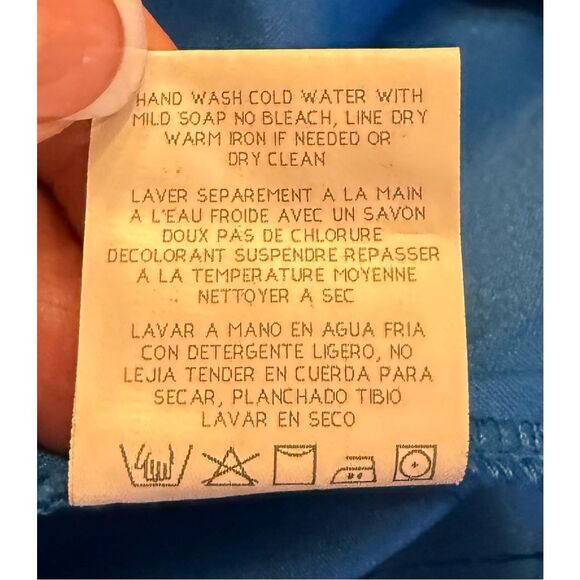 HAND WASH COLD WATER WITH
MILD SOAP NO BLEACH, LINE DRY
WARM IRON IF NEEDED OR
DRY CLEAN
LAVER SEPAREMENT A LA MAIN
A L'EAU FROIDE AVEC UN SAVON
DOUX PAS DE CHLORURE
DECOLORANT SUSPENDRE REPASSER
A LA TEMPERATURE MOYENNE
NETTOYER A SEC
LAVAR A MANO EN AGUA FRIA
CON DETERGENTE LIGERO, NO
LEJIA TENDER EN CUERDA PARA
SECAR, PLANCHADO TIBIO
LAVAR EN SECO